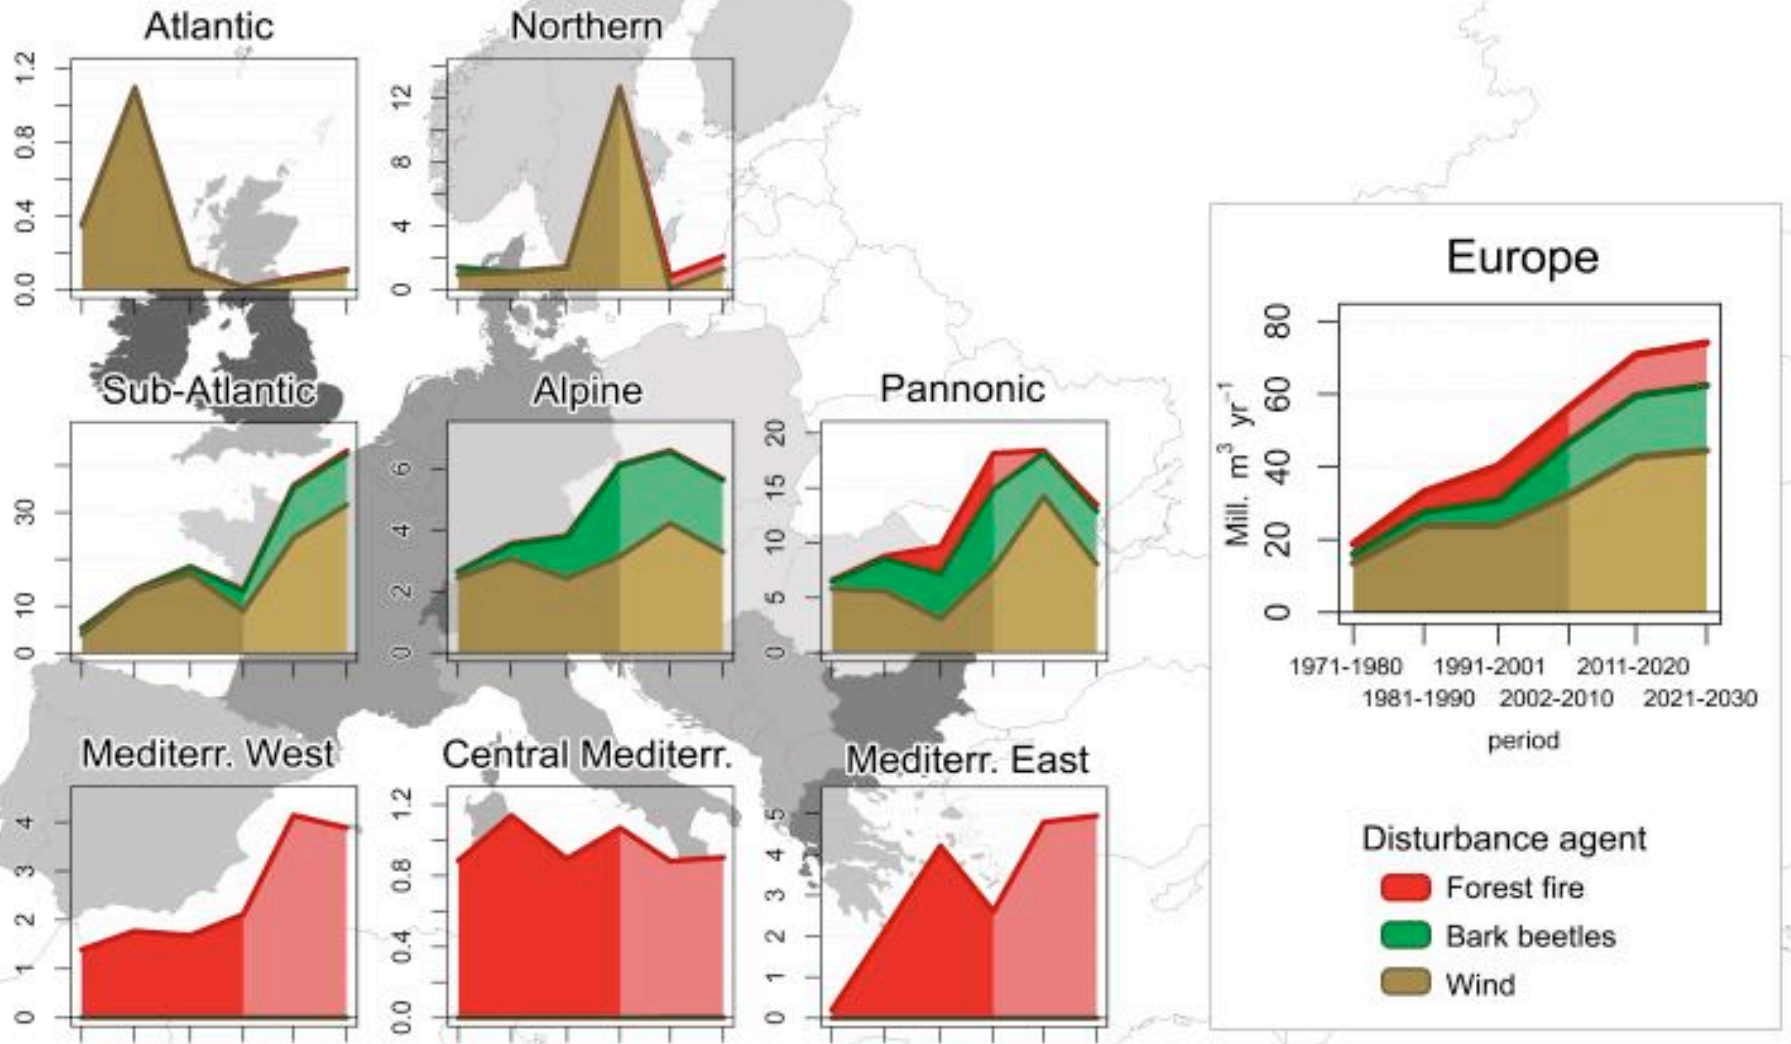 Atlantic
1.2
0.8
0.4
0.0
Northern
12
8
4
0
Sub-Atlantic
30
10
0
Alpine
6
4
2
0
Pannonic
20
15
10
5
0
Mediterr. West
4
3
2
1
0
Central Mediterr.
1.2
0.8
0.4
0.0
Mediterr. East
5
4
3
2
1
0
Europe
Mill. m³ yr⁻¹
80
60
40
20
0
1971-1980 1991-2001 2011-2020
1981-1990 2002-2010 2021-2030
period
Disturbance agent
Forest fire
Bark beetles
Wind